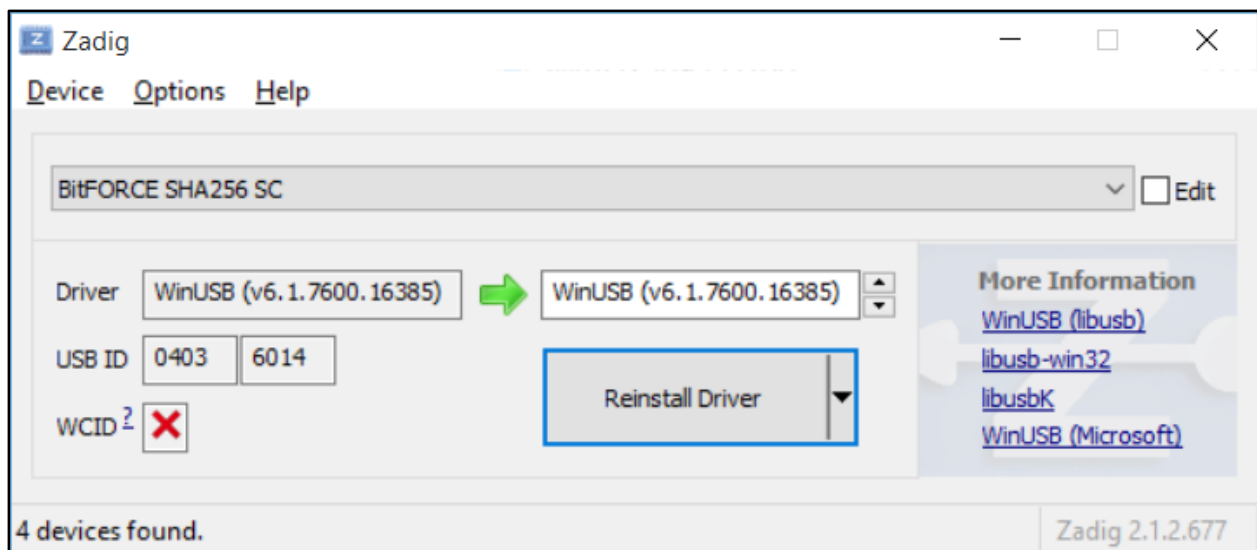 Zadig
Device Options Help
BitFORCE SHA256 SC
Edit
Driver WinUSB (v6.1.7600.16385) WinUSB (v6.1.7600.16385)
USB ID 0403 6014
WCID ?
Reinstall Driver
More Information
WinUSB (libusb)
libusb-win32
libusbK
WinUSB (Microsoft)
4 devices found.
Zadig 2.1.2.677